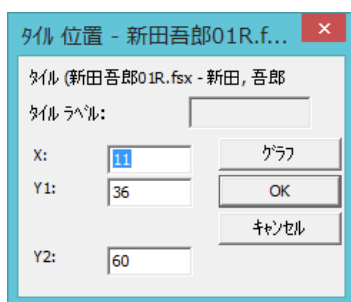 ﾀｲﾙ 位置 - 新田吾郎01R.f...
ﾀｲﾙ (新田吾郎01R.fsx - 新田, 吾郎
ﾀｲﾙ ﾗﾍﾞﾙ:
X: 11 ｸﾞﾗﾌ
Y1: 36 OK
ｷｬﾝｾﾙ
Y2: 60